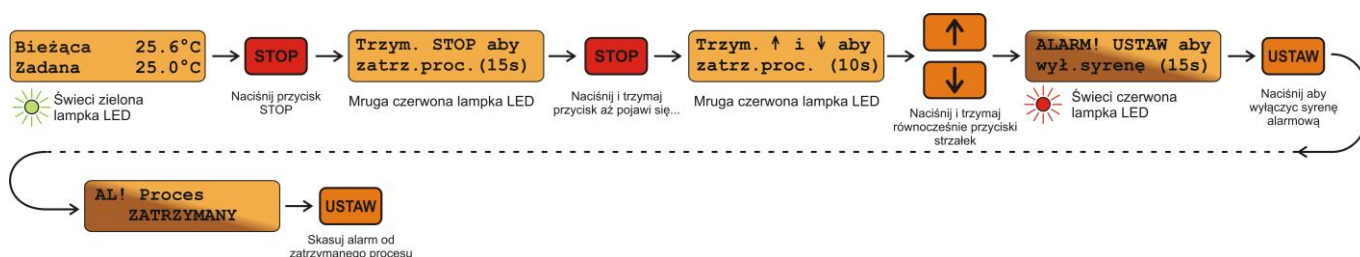 Bieżąca 25.6°C
Zadana 25.0°C
Świeci zielona
lampka LED
STOP
Naciśnij przycisk
STOP
Trzym. STOP aby
zatrz.proc.(15s)
Mruga czerwona lampka LED
STOP
Naciśnij i trzymaj
przycisk aż pojawi się...
Trzym. ↑ i ↓ aby
zatrz.proc. (10s)
Mruga czerwona lampka LED
Naciśnij i trzymaj
równocześnie przyciski
strzałek
ALARM! USTAW aby
wył.syrenę (15s)
Świeci czerwona
lampka LED
USTAW
Naciśnij aby
wyłączyc syrenę
alarmową
AL! Proces
ZATRZYMANY
USTAW
Skasuj alarm od
zatrzymanego procesu